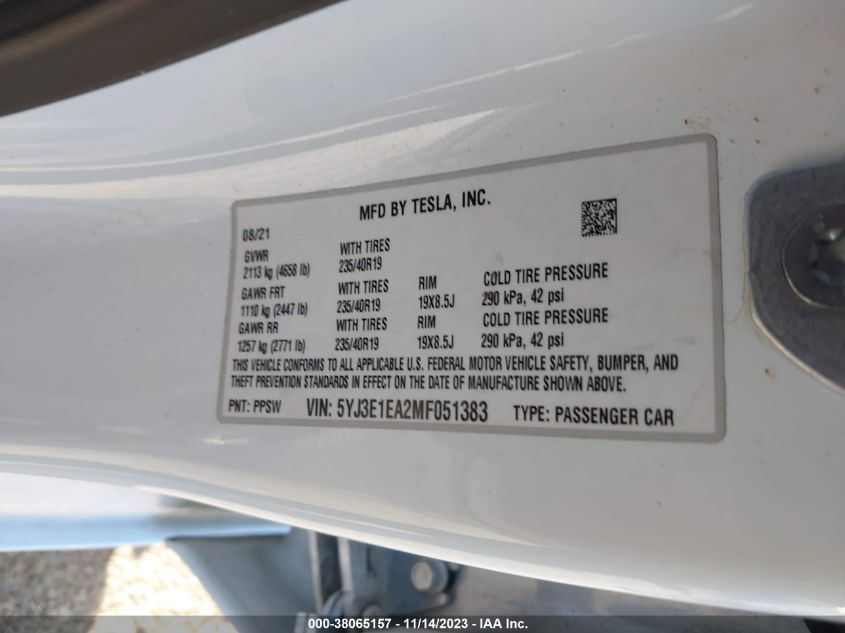 MFD BY TESLA, INC.
08/21
GVWR
2113 kg (4658 lb)
WITH TIRES
235/40R19
GAWR FRT
1110 kg (2447 lb)
WITH TIRES
235/40R19
RIM
19X8.5J
COLD TIRE PRESSURE
290 kPa, 42 psi
GAWR RR
1257 kg (2771 lb)
WITH TIRES
235/40R19
RIM
19X8.5J
COLD TIRE PRESSURE
290 kPa, 42 psi
THIS VEHICLE CONFORMS TO ALL APPLICABLE U.S. FEDERAL MOTOR VEHICLE SAFETY, BUMPER, AND
THEFT PREVENTION STANDARDS IN EFFECT ON THE DATE OF MANUFACTURE SHOWN ABOVE.
PNT: PPSW VIN: 5YJ3E1EA2MF051383 TYPE: PASSENGER CAR
000-38065157 - 11/14/2023 - IAA Inc.